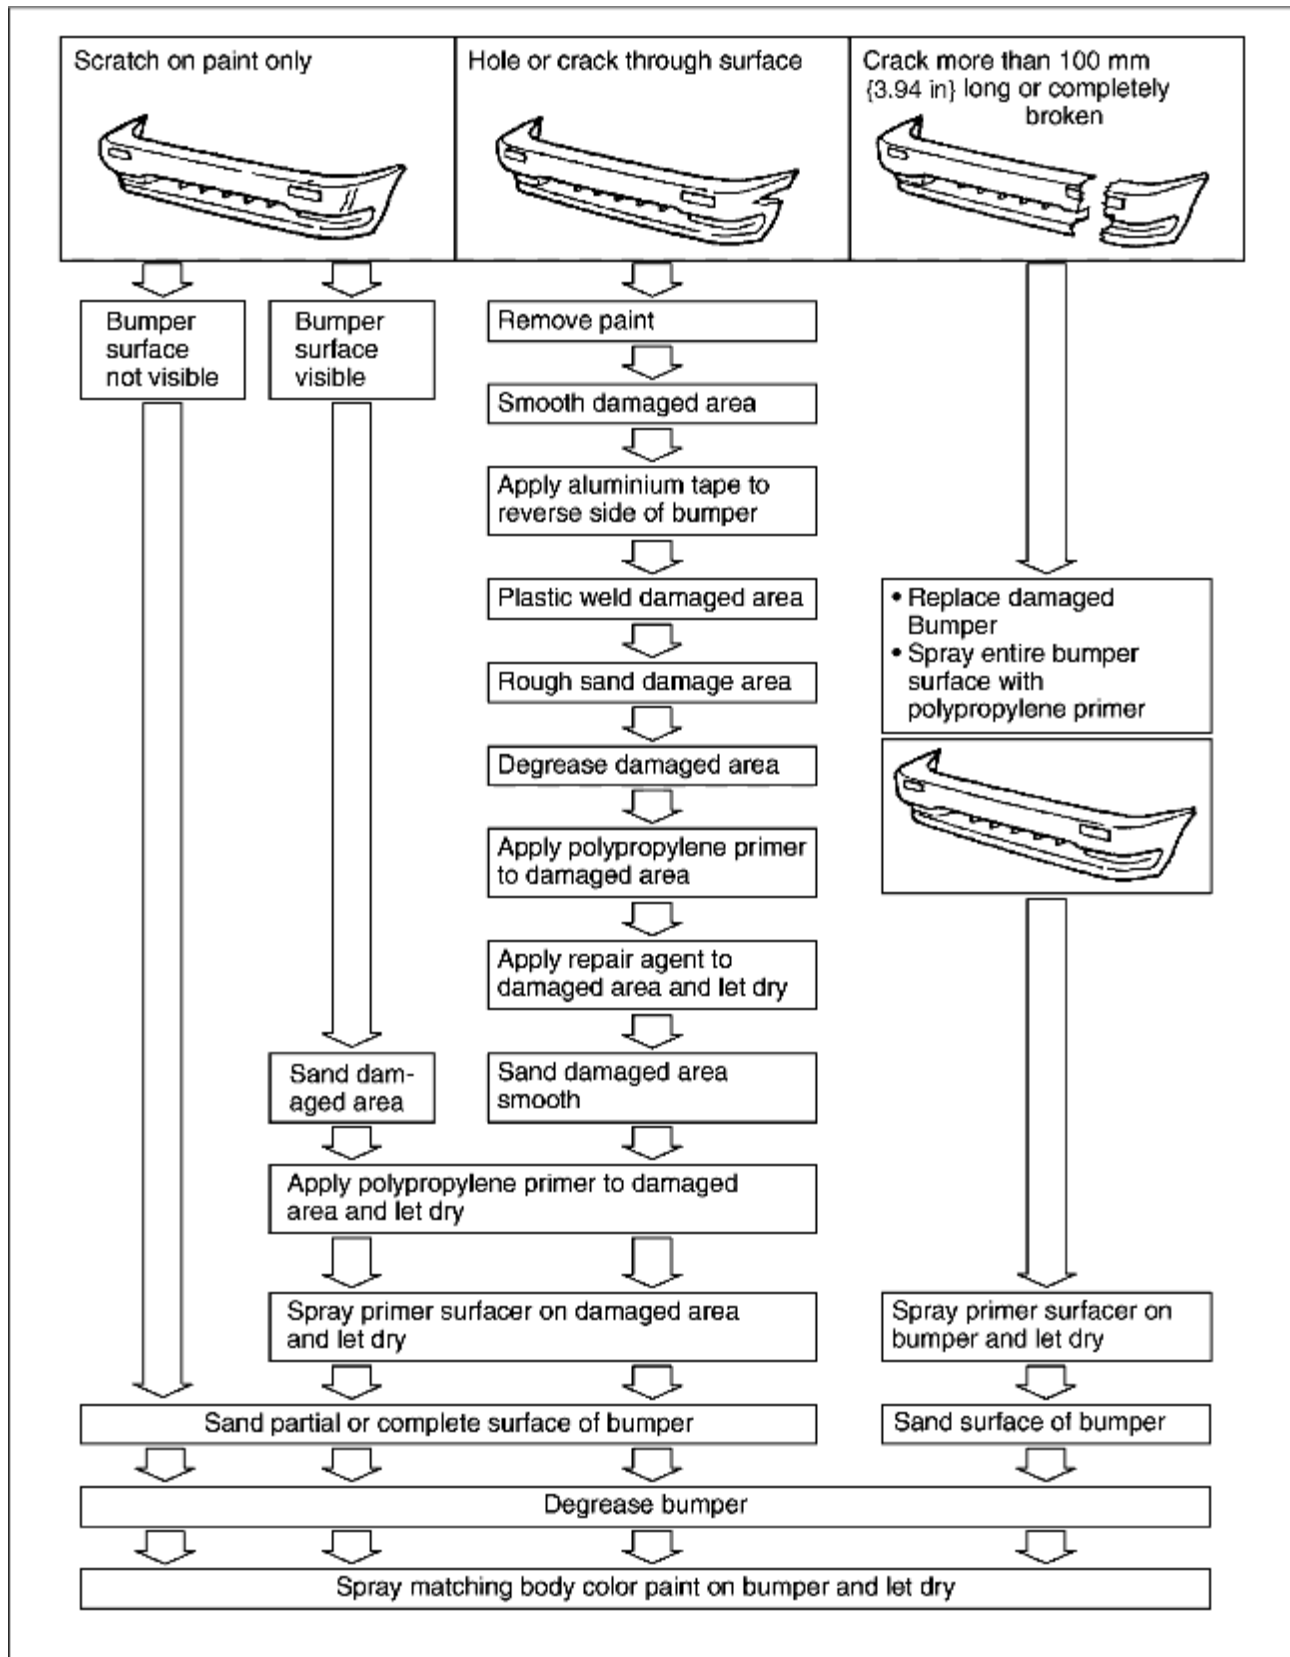 Scratch on paint only
Hole or crack through surface
Crack more than 100 mm
{3.94 in} long or completely
broken
Bumper
surface
not visible
Bumper
surface
visible
Remove paint
Smooth damaged area
Apply aluminium tape to
reverse side of bumper
Plastic weld damaged area
Rough sand damage area
Degrease damaged area
Apply polypropylene primer
to damaged area
Apply repair agent to
damaged area and let dry
• Replace damaged
Bumper
• Spray entire bumper
surface with
polypropylene primer
Sand dam-
aged area
Sand damaged area
smooth
Apply polypropylene primer to damaged
area and let dry
Spray primer surfacer on damaged area
and let dry
Spray primer surfacer on
bumper and let dry
Sand partial or complete surface of bumper
Sand surface of bumper
Degrease bumper
Spray matching body color paint on bumper and let dry